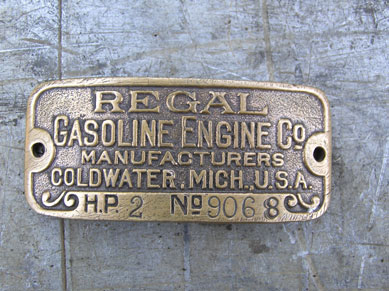 REGAL
GASOLINE ENGINE Co
MANUFACTURERS
COLDWATER, MICH., U.S.A.
H.P. 2 No 9068